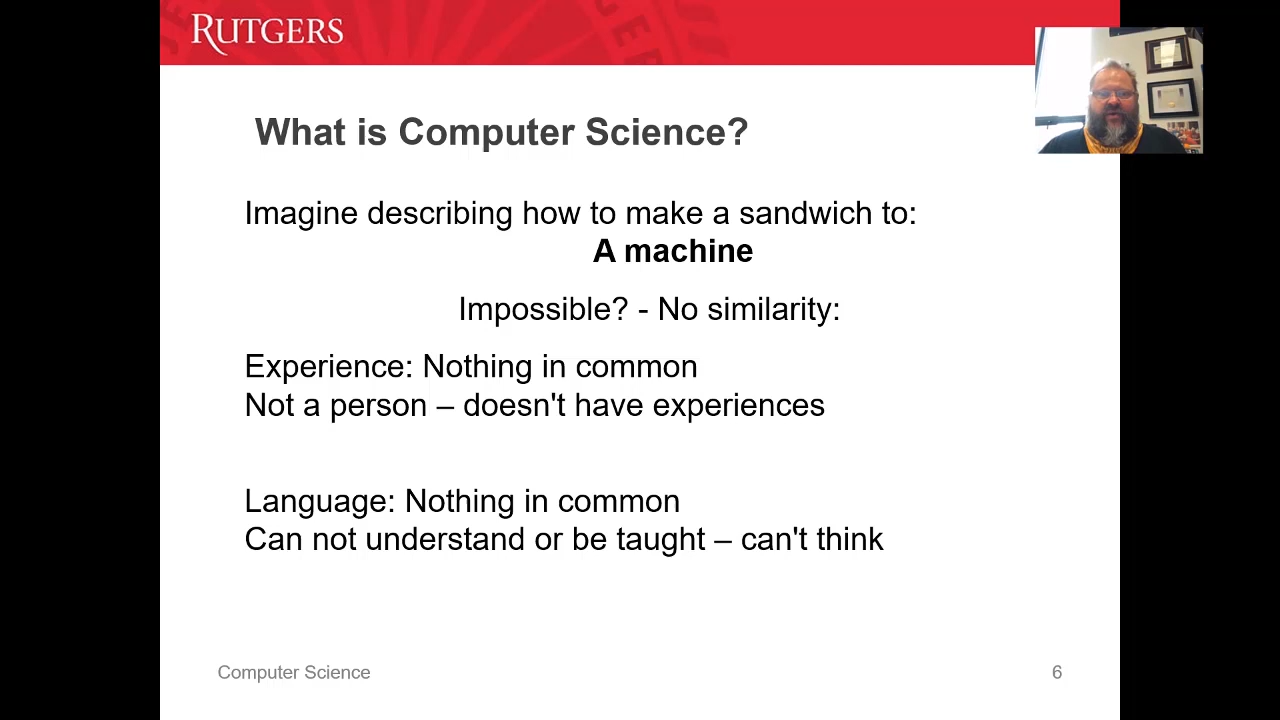 RUTGERS
What is Computer Science?
Imagine describing how to make a sandwich to:
A machine
Impossible? - No similarity:
Experience: Nothing in common
Not a person – doesn't have experiences
Language: Nothing in common
Can not understand or be taught – can't think
Computer Science
6